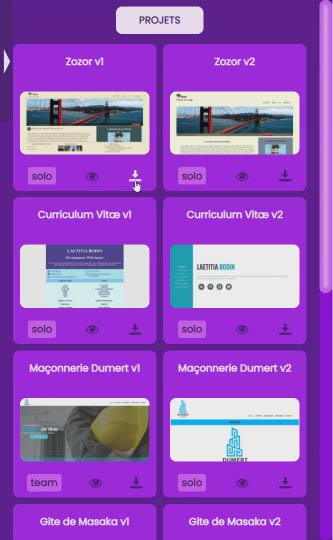 PROJETS
Zozor v1
Zozor v2
solo
solo
Curriculum Vitæ v1
Curriculum Vitæ v2
LAETITIA BODIN
Développeur Web Junior
LAETITIA BODIN
solo
solo
Maçonnerie Dumert v1
Maçonnerie Dumert v2
de rêve
DUMERT
team
solo
Gite de Masaka v1
Gite de Masaka v2